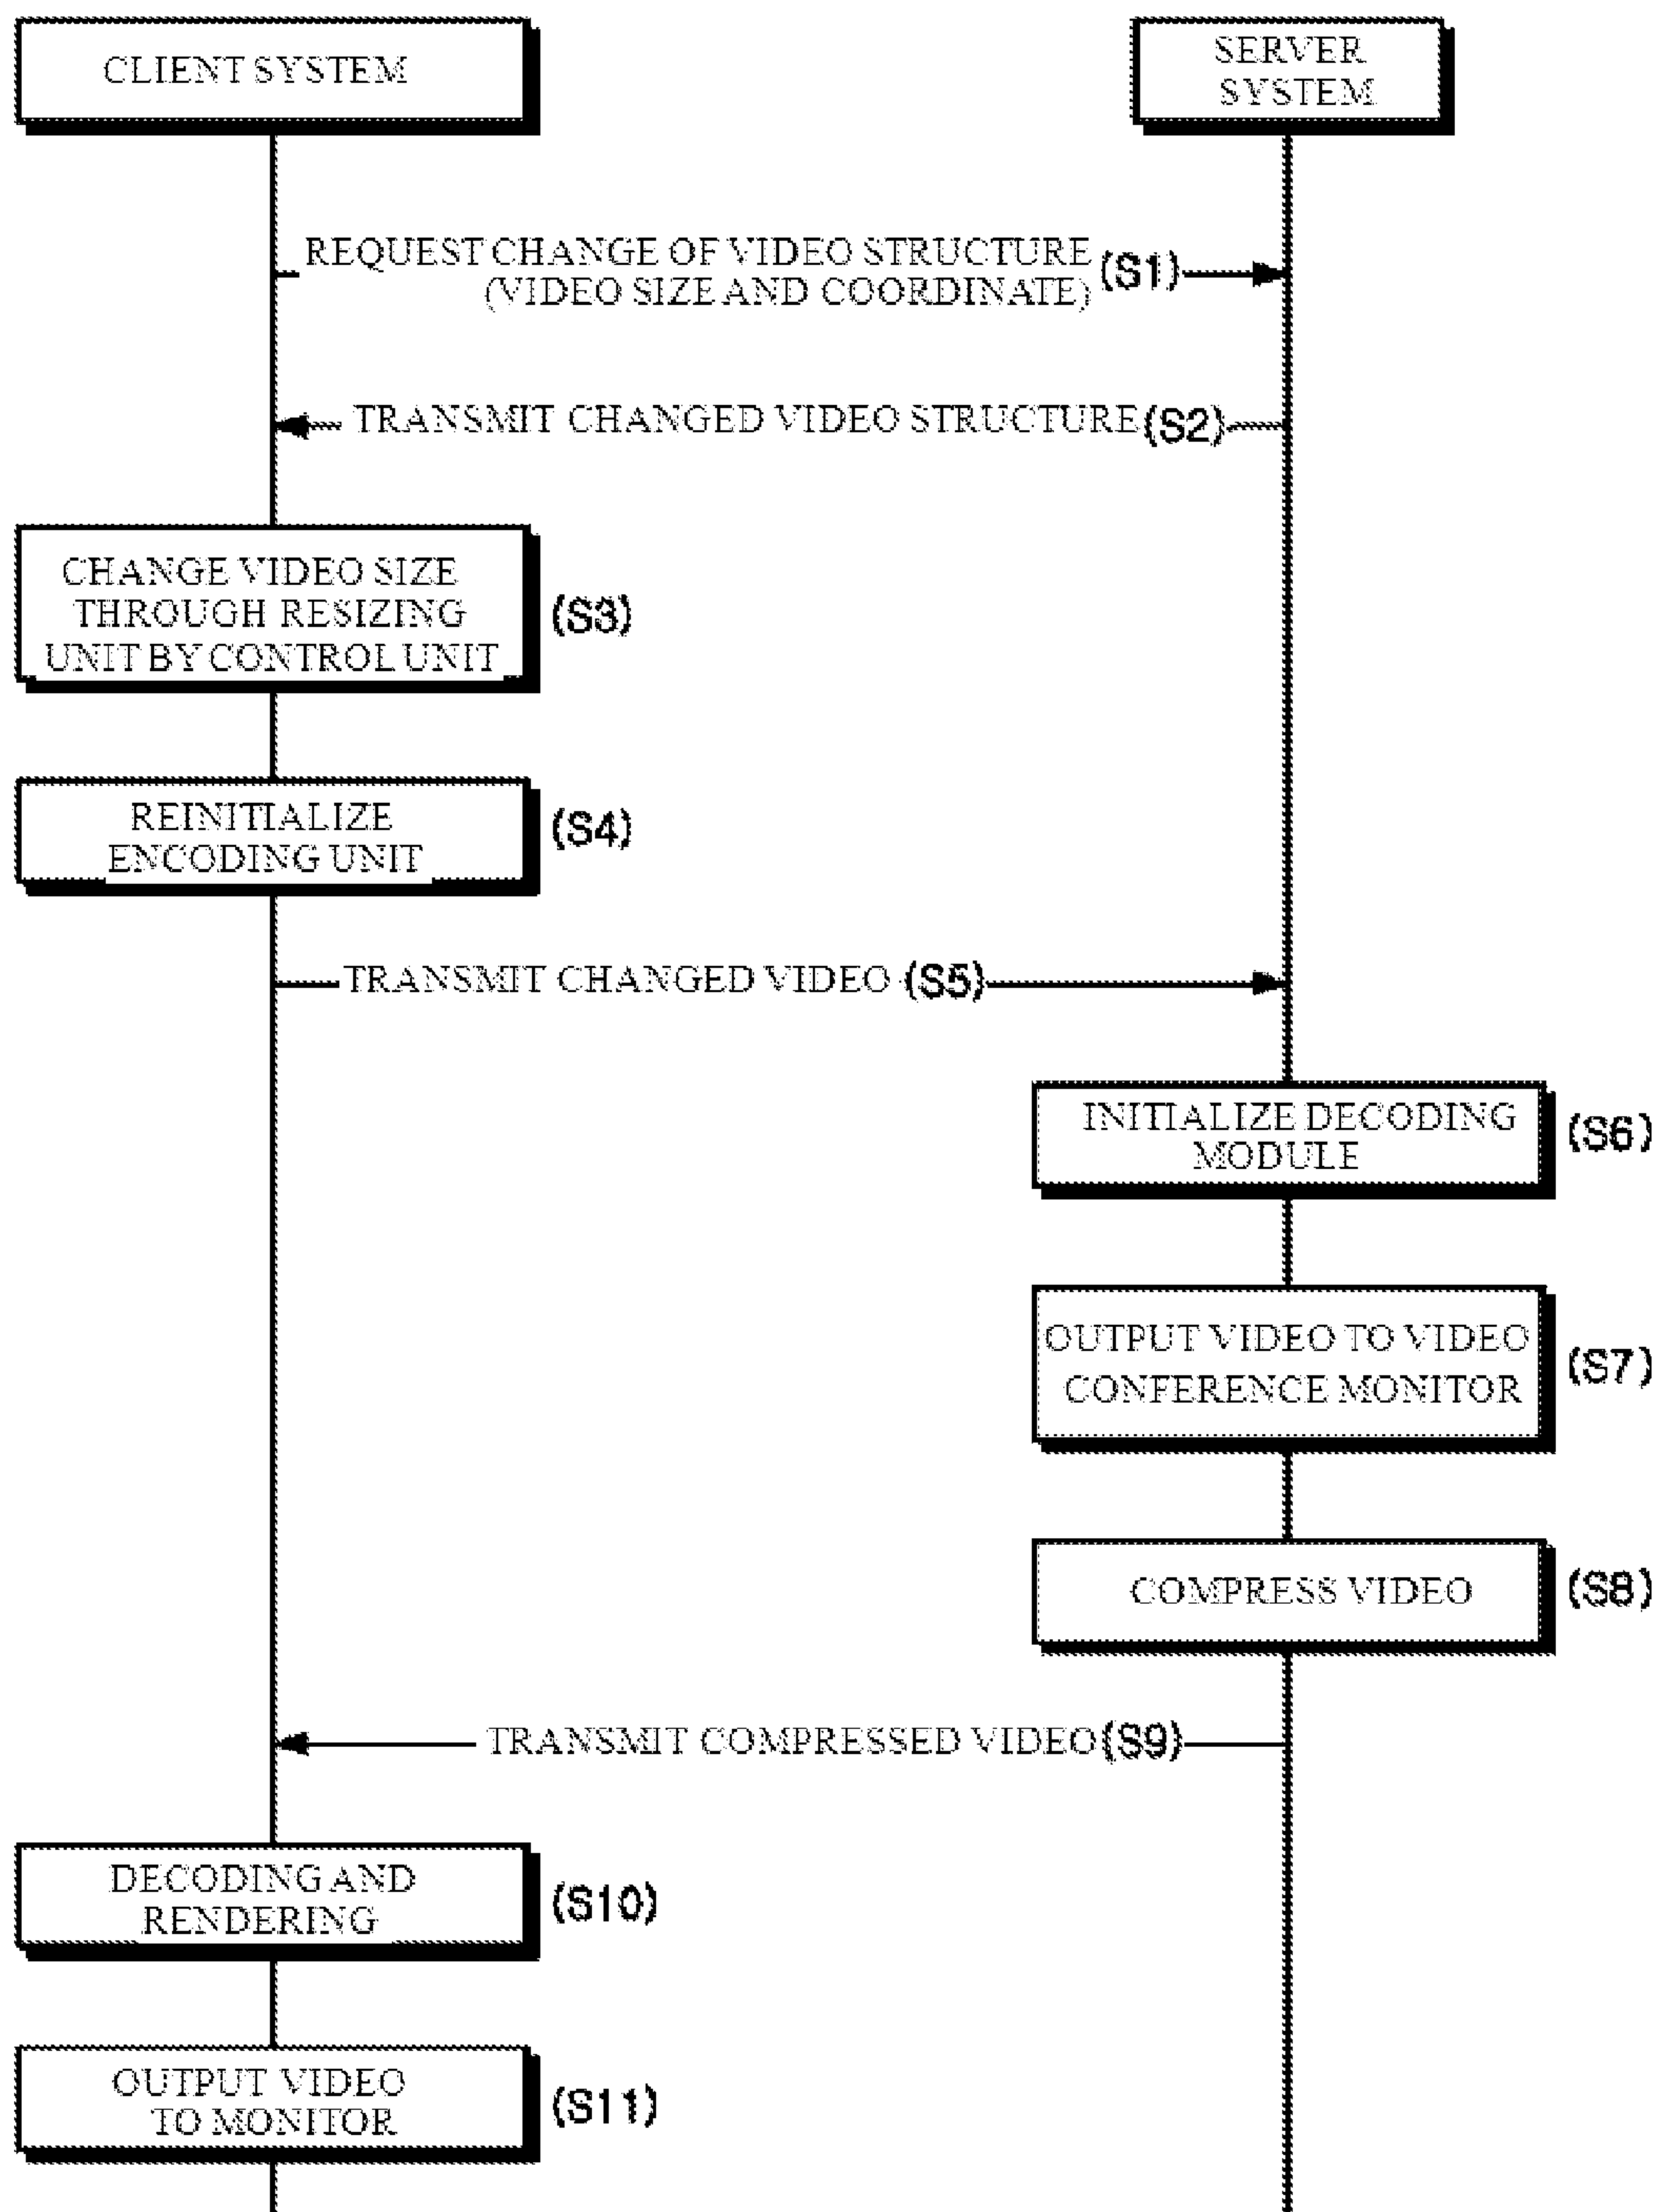 CLIENT SYSTEM
SERVER
SYSTEM
REQUEST CHANGE OF VIDEO STRUCTURE
(VIDEO SIZE AND COORDINATE)
(S1)
TRANSMIT CHANGED VIDEO STRUCTURE (S2)
CHANGE VIDEO SIZE
THROUGH RESIZING
UNIT BY CONTROL UNIT
(S3)
REINITIALIZE
ENCODING UNIT
(S4)
TRANSMIT CHANGED VIDEO (S5)
INITIALIZE DECODING
MODULE
(S6)
OUTPUT VIDEO TO VIDEO
CONFERENCE MONITOR
(S7)
COMPRESS VIDEO
(S8)
TRANSMIT COMPRESSED VIDEO (S9)
DECODING AND
RENDERING
(S10)
OUTPUT VIDEO
TO MONITOR
(S11)